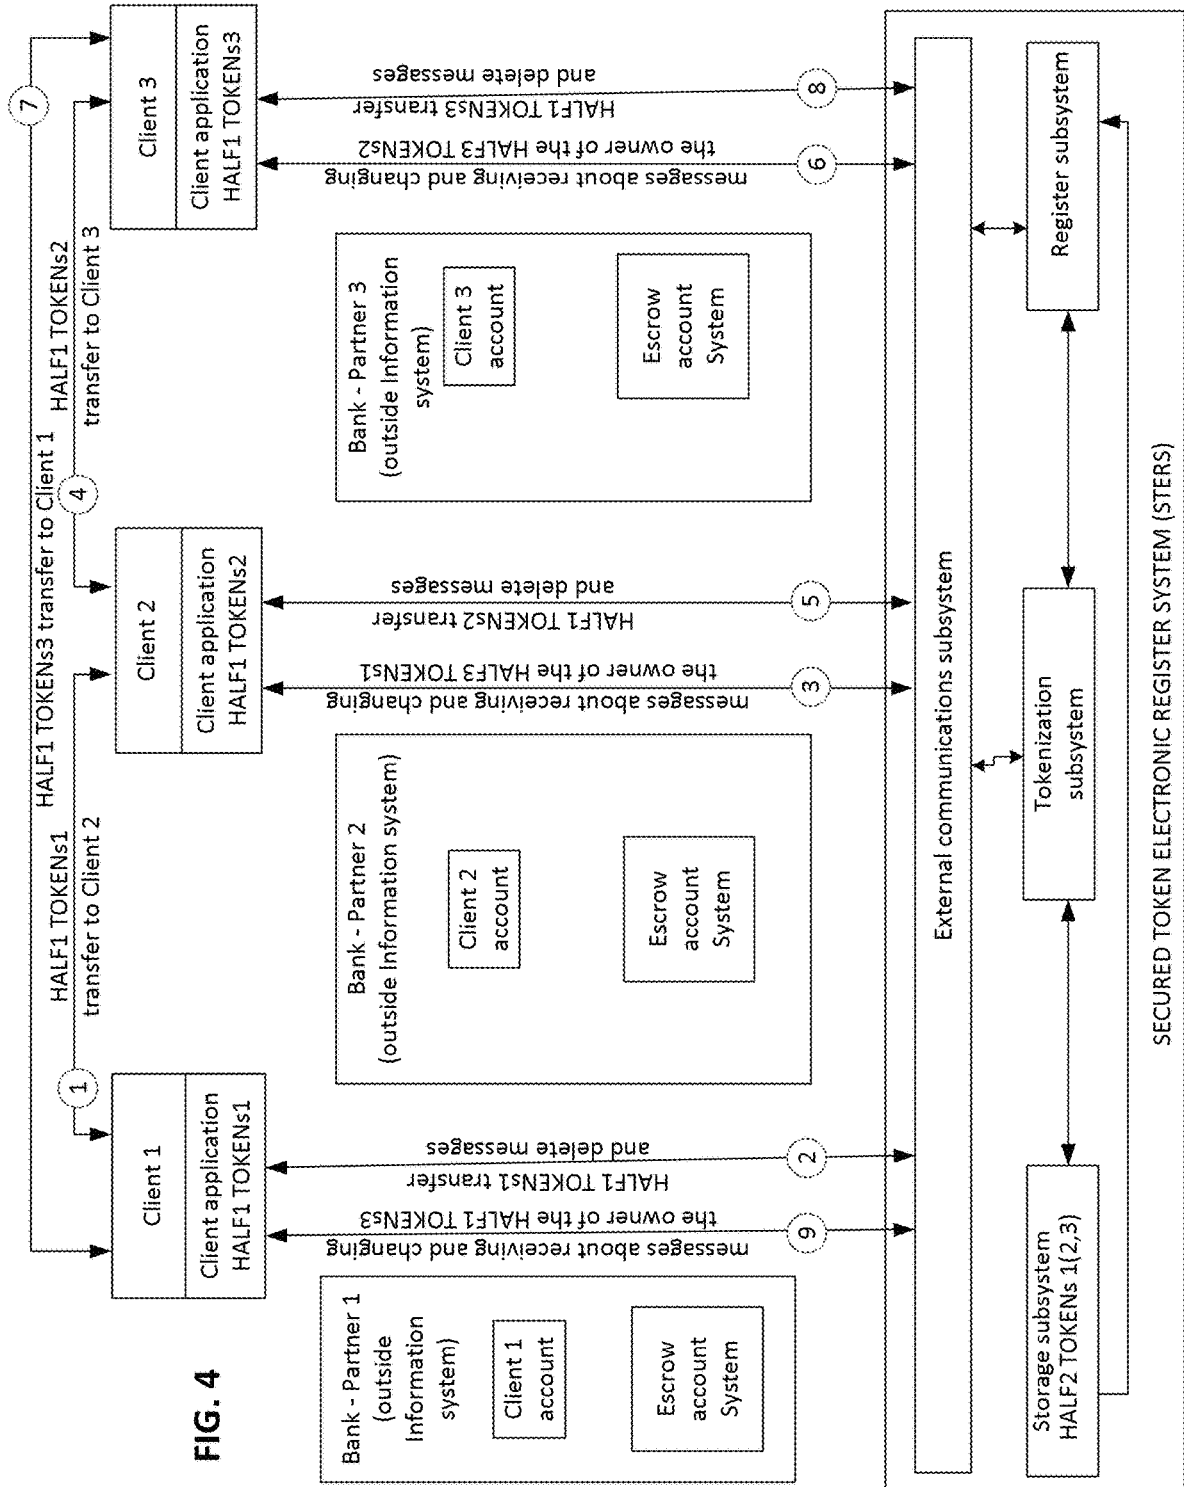 FIG. 4
7
HALF1 TOKENs3 transfer to Client 1
1
HALF1 TOKENs1
transfer to Client 2
4
HALF1 TOKENs2
transfer to Client 3
Client 1
Client application
HALF1 TOKENs1
Client 2
Client application
HALF1 TOKENs2
Client 3
Client application
HALF1 TOKENs3
messages about receiving and changing
the owner of the HALF1 TOKENs3
9
HALF1 TOKENs1 transfer
and delete messages
2
messages about receiving and changing
the owner of the HALF3 TOKENs1
3
HALF1 TOKENs2 transfer
and delete messages
5
messages about receiving and changing
the owner of the HALF3 TOKENs2
6
HALF1 TOKENs3 transfer
and delete messages
8
Bank - Partner 1
(outside
Information
system)
Client 1
account
Escrow
account
System
Bank - Partner 2
(outside Information system)
Client 2
account
Escrow
account
System
Bank - Partner 3
(outside Information
system)
Client 3
account
Escrow
account
System
External communications subsystem
Storage subsystem
HALF2 TOKENs 1(2,3)
Tokenization
subsystem
Register subsystem
SECURED TOKEN ELECTRONIC REGISTER SYSTEM (STERS)